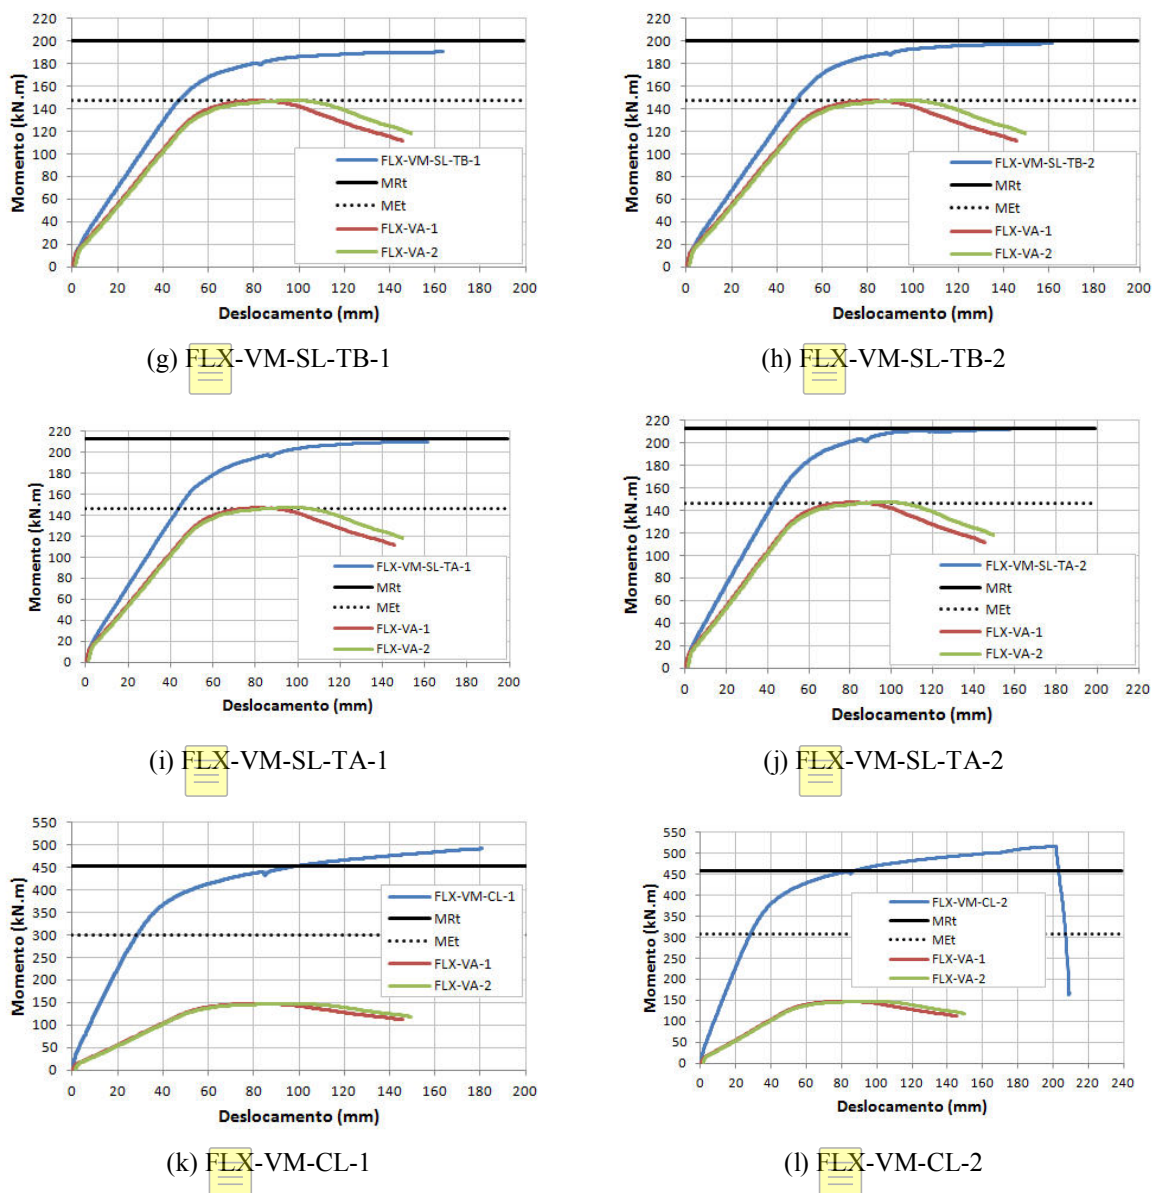 220
200
180
160
140
120
100
80
60
40
20
0
Momento (kN.m)
FLX-VM-SL-TB-1
MRt
MEt
FLX-VA-1
FLX-VA-2
0 20 40 60 80 100 120 140 160 180 200
Deslocamento (mm)
(g) FLX-VM-SL-TB-1
220
200
180
160
140
120
100
80
60
40
20
0
Momento (kN.m)
FLX-VM-SL-TB-2
MRt
MEt
FLX-VA-1
FLX-VA-2
0 20 40 60 80 100 120 140 160 180 200
Deslocamento (mm)
(h) FLX-VM-SL-TB-2
220
200
180
160
140
120
100
80
60
40
20
0
Momento (kN.m)
FLX-VM-SL-TA-1
MRt
MEt
FLX-VA-1
FLX-VA-2
0 20 40 60 80 100 120 140 160 180 200
Deslocamento (mm)
(i) FLX-VM-SL-TA-1
220
200
180
160
140
120
100
80
60
40
20
0
Momento (kN.m)
FLX-VM-SL-TA-2
MRt
MEt
FLX-VA-1
FLX-VA-2
0 20 40 60 80 100 120 140 160 180 200 220
Deslocamento (mm)
(j) FLX-VM-SL-TA-2
550
500
450
400
350
300
250
200
150
100
50
0
Momento (kN.m)
FLX-VM-CL-1
MRt
MEt
FLX-VA-1
FLX-VA-2
0 20 40 60 80 100 120 140 160 180 200
Deslocamento (mm)
(k) FLX-VM-CL-1
550
500
450
400
350
300
250
200
150
100
50
0
Momento (kN.m)
FLX-VM-CL-2
MRt
MEt
FLX-VA-1
FLX-VA-2
0 20 40 60 80 100 120 140 160 180 200 220 240
Deslocamento (mm)
(l) FLX-VM-CL-2